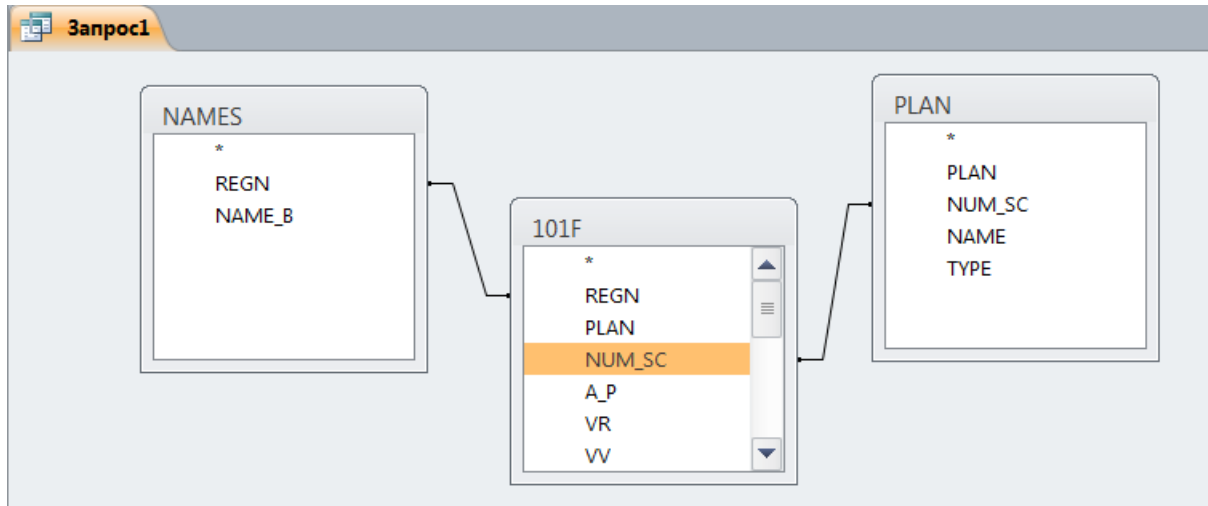 Запрос1
NAMES
*
REGN
NAME_B
101F
*
REGN
PLAN
NUM_SC
A_P
VR
VV
PLAN
*
PLAN
NUM_SC
NAME
TYPE